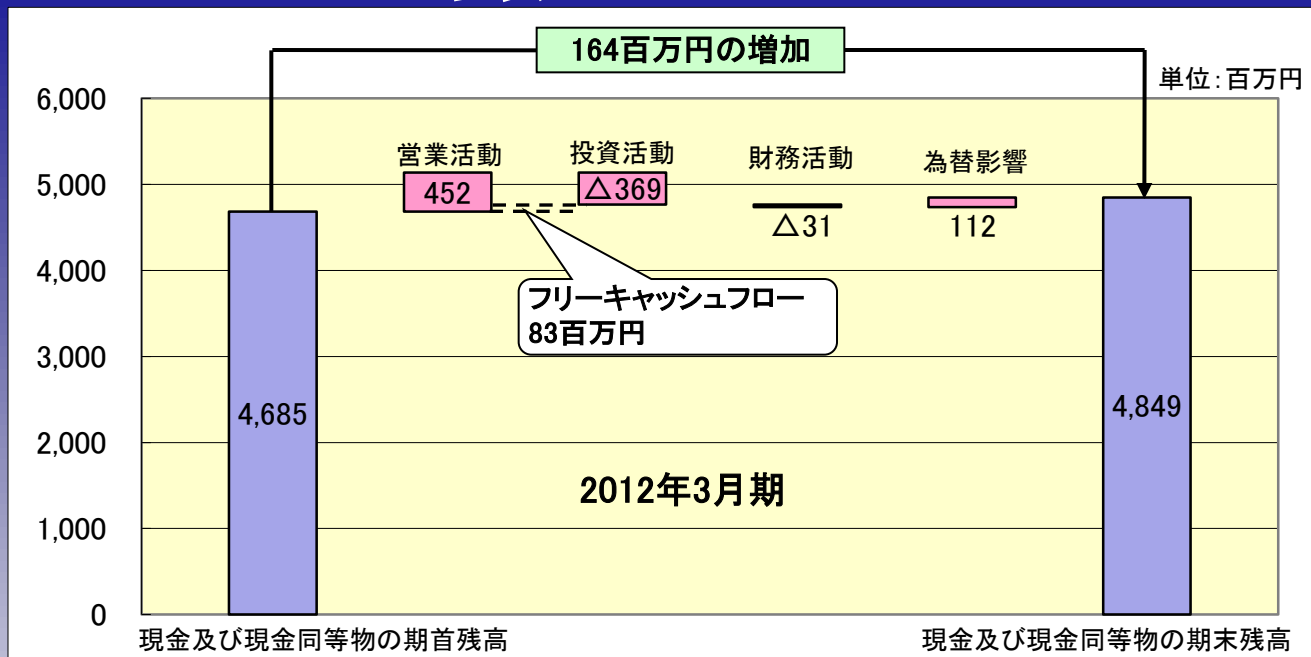 164百万円の増加
単位:百万円
6,000
5,000
4,000
3,000
2,000
1,000
0
営業活動
投資活動
財務活動
為替影響
452
△369
△31
112
フリーキャッシュフロー
83百万円
4,685
4,849
2012年3月期
現金及び現金同等物の期首残高
現金及び現金同等物の期末残高